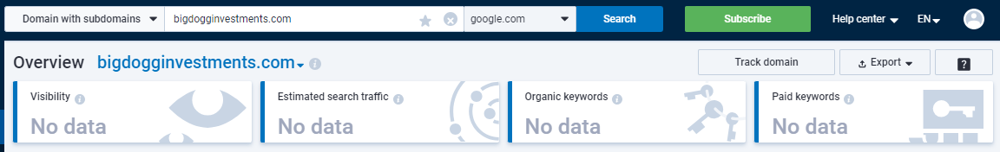 Domain with subdomains bigdogginvestments.com google.com Search Subscribe Help center EN
Overview bigdogginvestments.com Track domain Export ?
Visibility Estimated search traffic Organic keywords Paid keywords
No data No data No data No data